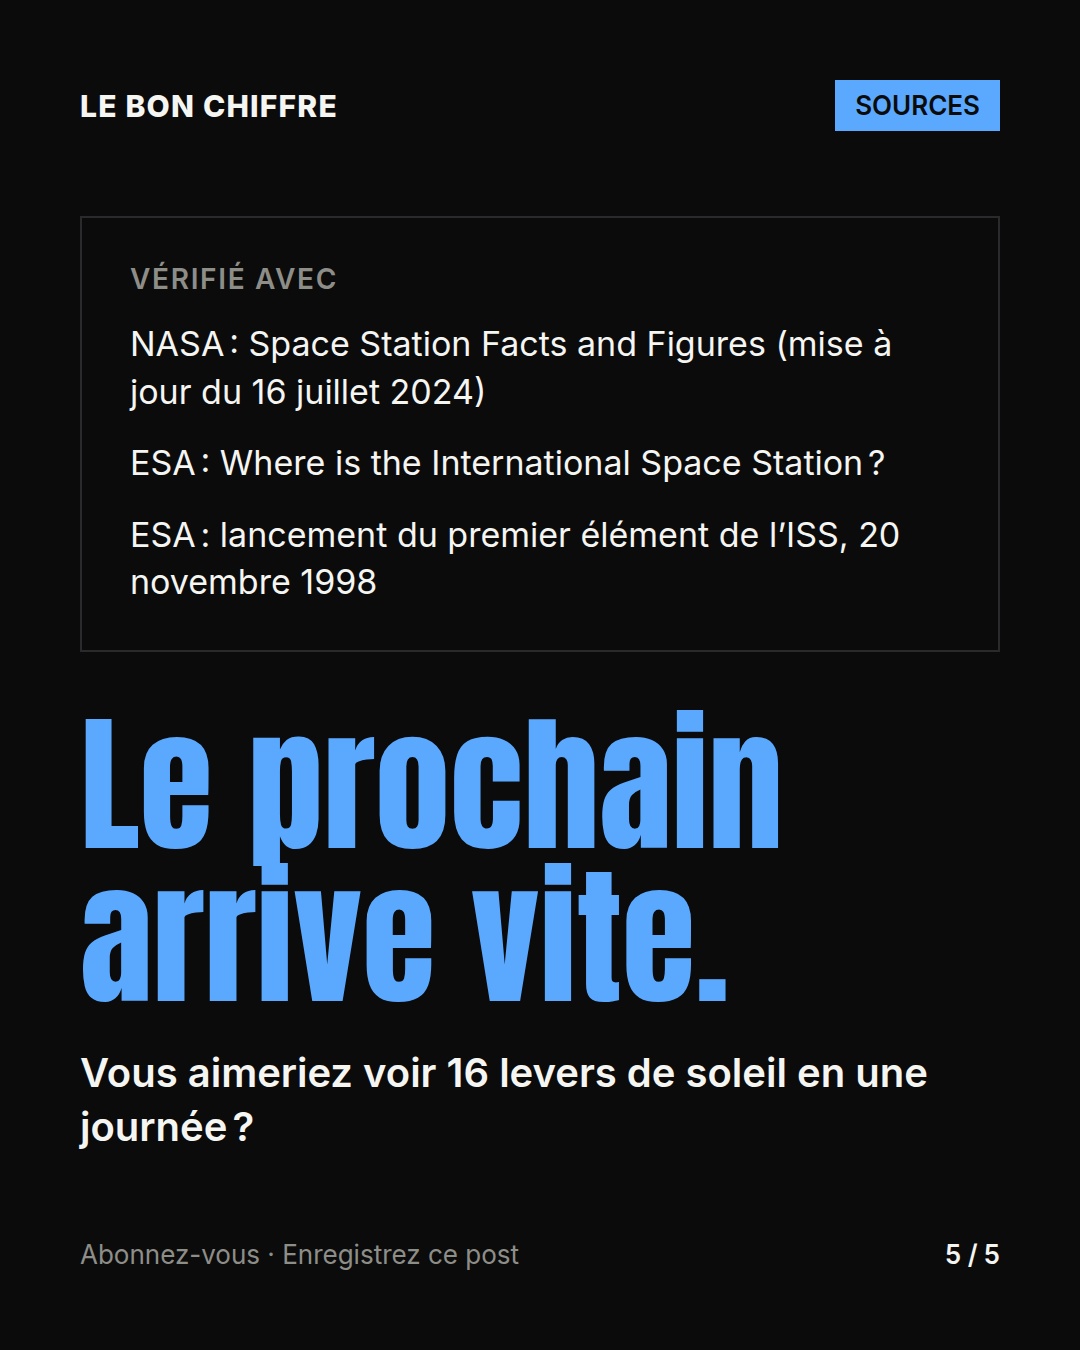 LE BON CHIFFRE
SOURCES
VÉRIFIÉ AVEC
NASA : Space Station Facts and Figures (mise à
jour du 16 juillet 2024)
ESA : Where is the International Space Station ?
ESA : lancement du premier élément de l’ISS, 20
novembre 1998
Le prochain
arrive vite.
Vous aimeriez voir 16 levers de soleil en une
journée ?
Abonnez-vous · Enregistrez ce post
5 / 5